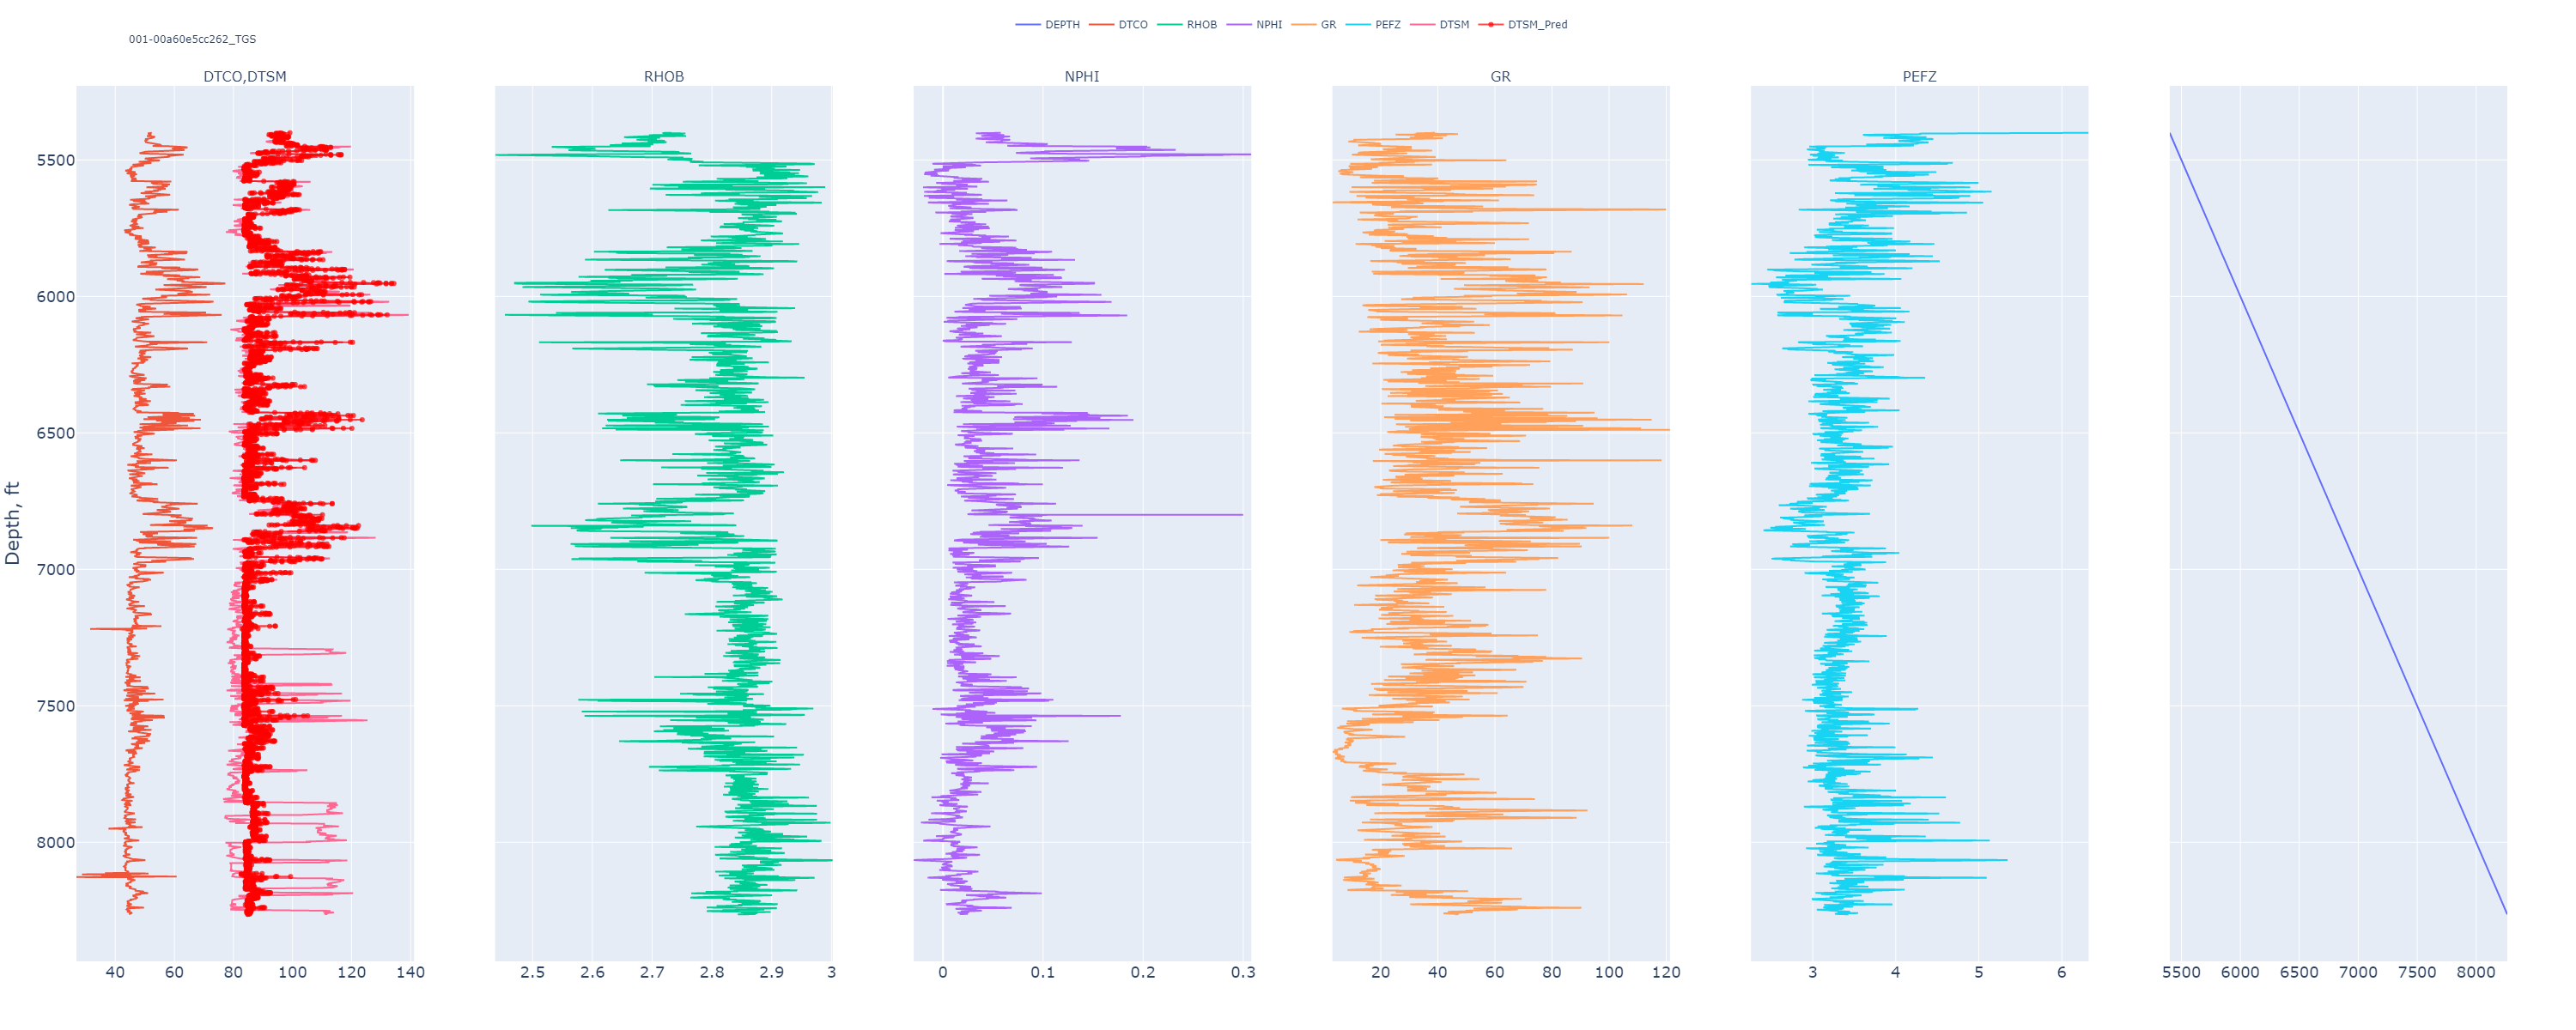 DEPTH DTCO RHOB NPHI GR PEFZ DTSM DTSM_Pred
001-00a60e5cc262_TGS
DTCO,DTSM RHOB NPHI GR PEFZ
5500
6000
6500
7000
7500
8000
Depth, ft
40 60 80 100 120 140 2.5 2.6 2.7 2.8 2.9 3 0 0.1 0.2 0.3 20 40 60 80 100 120 3 4 5 6 5500 6000 6500 7000 7500 8000